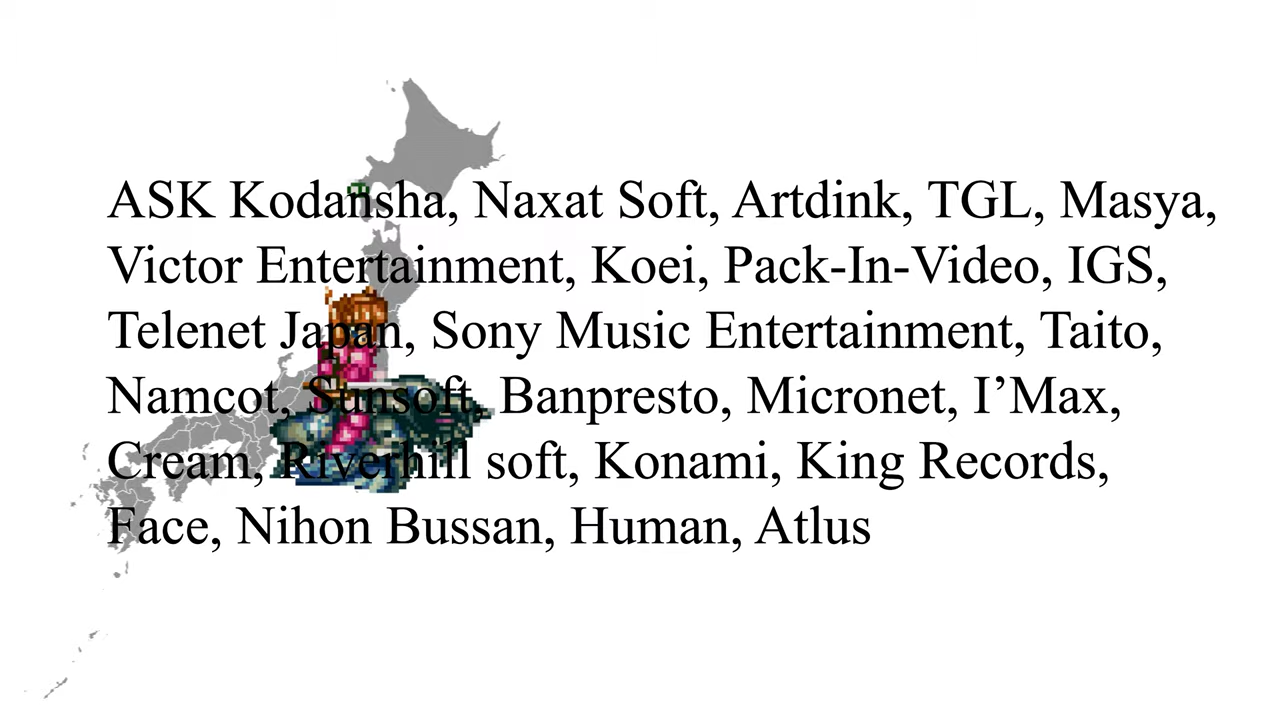 ASK Kodansha, Naxat Soft, Artdink, TGL, Masya,
Victor Entertainment, Koei, Pack-In-Video, IGS,
Telenet Japan, Sony Music Entertainment, Taito,
Namcot, Sunsoft, Banpresto, Micronet, I’Max,
Cream, Riverhill soft, Konami, King Records,
Face, Nihon Bussan, Human, Atlus